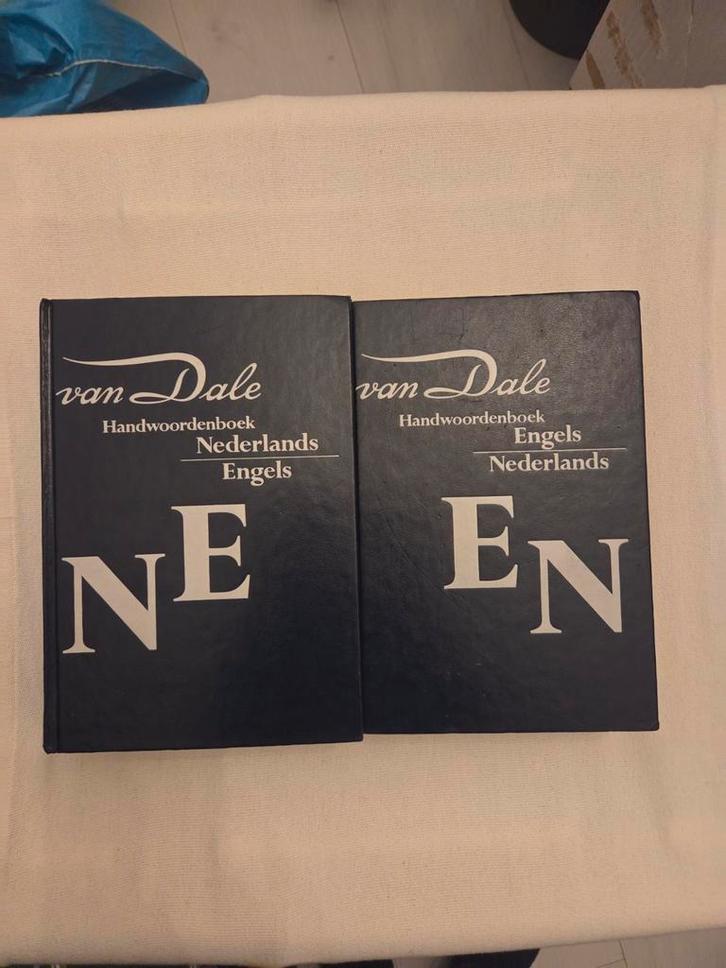 van Dale
Handwoordenboek
Nederlands
Engels
NE
van Dale
Handwoordenboek
Engels
Nederlands
EN